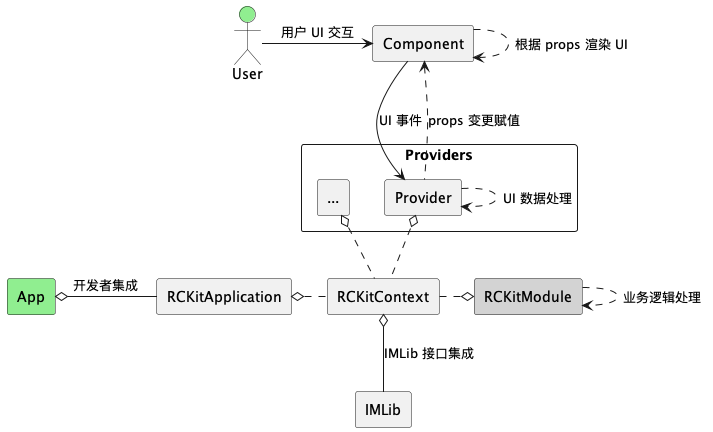 用户 UI 交互
Component
根据 props 渲染 UI
User
UI 事件
props 变更赋值
Providers
...
Provider
UI 数据处理
App
开发者集成
RCKitApplication
RCKitContext
RCKitModule
业务逻辑处理
IMLib 接口集成
IMLib